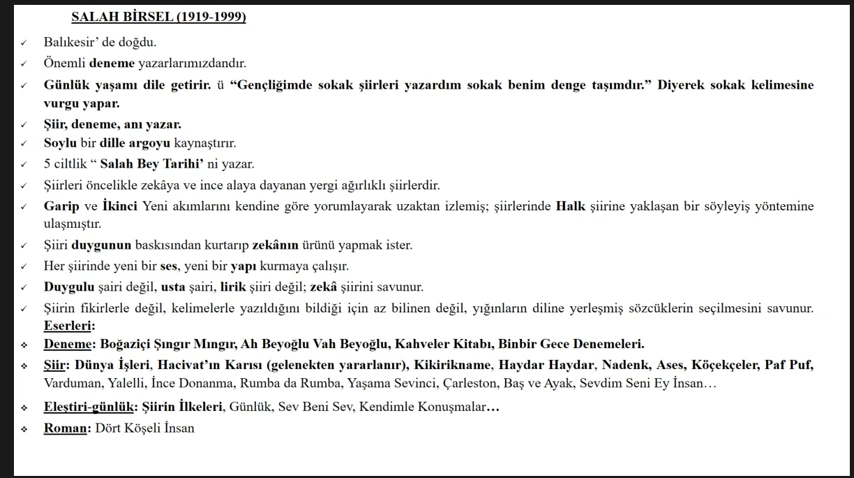 SALAH BİRSEL (1919-1999)
✓ Balıkesir’ de doğdu.
✓ Önemli deneme yazarlarımızdandır.
✓ Günlük yaşamı dile getirir. ü “Gençliğimde sokak şiirleri yazardım sokak benim denge taşımdır.” Diyerek sokak kelimesine
vurgu yapar.
✓ Şiir, deneme, anı yazar.
✓ Soylu bir dille argoyu kaynaştırır.
✓ 5 ciltlik “ Salah Bey Tarihi’ ni yazar.
✓ Şiirleri öncelikle zekâya ve ince alaya dayanan yergi ağırlıklı şiirlerdir.
✓ Garip ve İkinci Yeni akımlarını kendine göre yorumlayarak uzaktan izlemiş; şiirlerinde Halk şiirine yaklaşan bir söyleyiş yöntemine
ulaşmıştır.
✓ Şiiri duygunun baskısından kurtarıp zekânın ürünü yapmak ister.
✓ Her şiirinde yeni bir ses, yeni bir yapı kurmaya çalışır.
✓ Duygulu şairi değil, usta şairi, lirik şiiri değil; zekâ şiirini savunur.
✓ Şiirin fikirlerle değil, kelimelerle yazıldığını bildiği için az bilinen değil, yığınların diline yerleşmiş sözcüklerin seçilmesini savunur.
Eserleri:
❖ Deneme: Boğaziçi Şıngır Mıngır, Ah Beyoğlu Vah Beyoğlu, Kahveler Kitabı, Binbir Gece Denemeleri.
❖ Şiir: Dünya İşleri, Hacivat’ın Karısı (gelenekten yararlanır), Kikirikname, Haydar Haydar, Nadenk, Ases, Köçekçeler, Paf Puf,
Varduman, Yalelli, İnce Donanma, Rumba da Rumba, Yaşama Sevinci, Çarleston, Baş ve Ayak, Sevdim Seni Ey İnsan…
❖ Eleştiri-günlük: Şiirin İlkeleri, Günlük, Sev Beni Sev, Kendimle Konuşmalar…
❖ Roman: Dört Köşeli İnsan